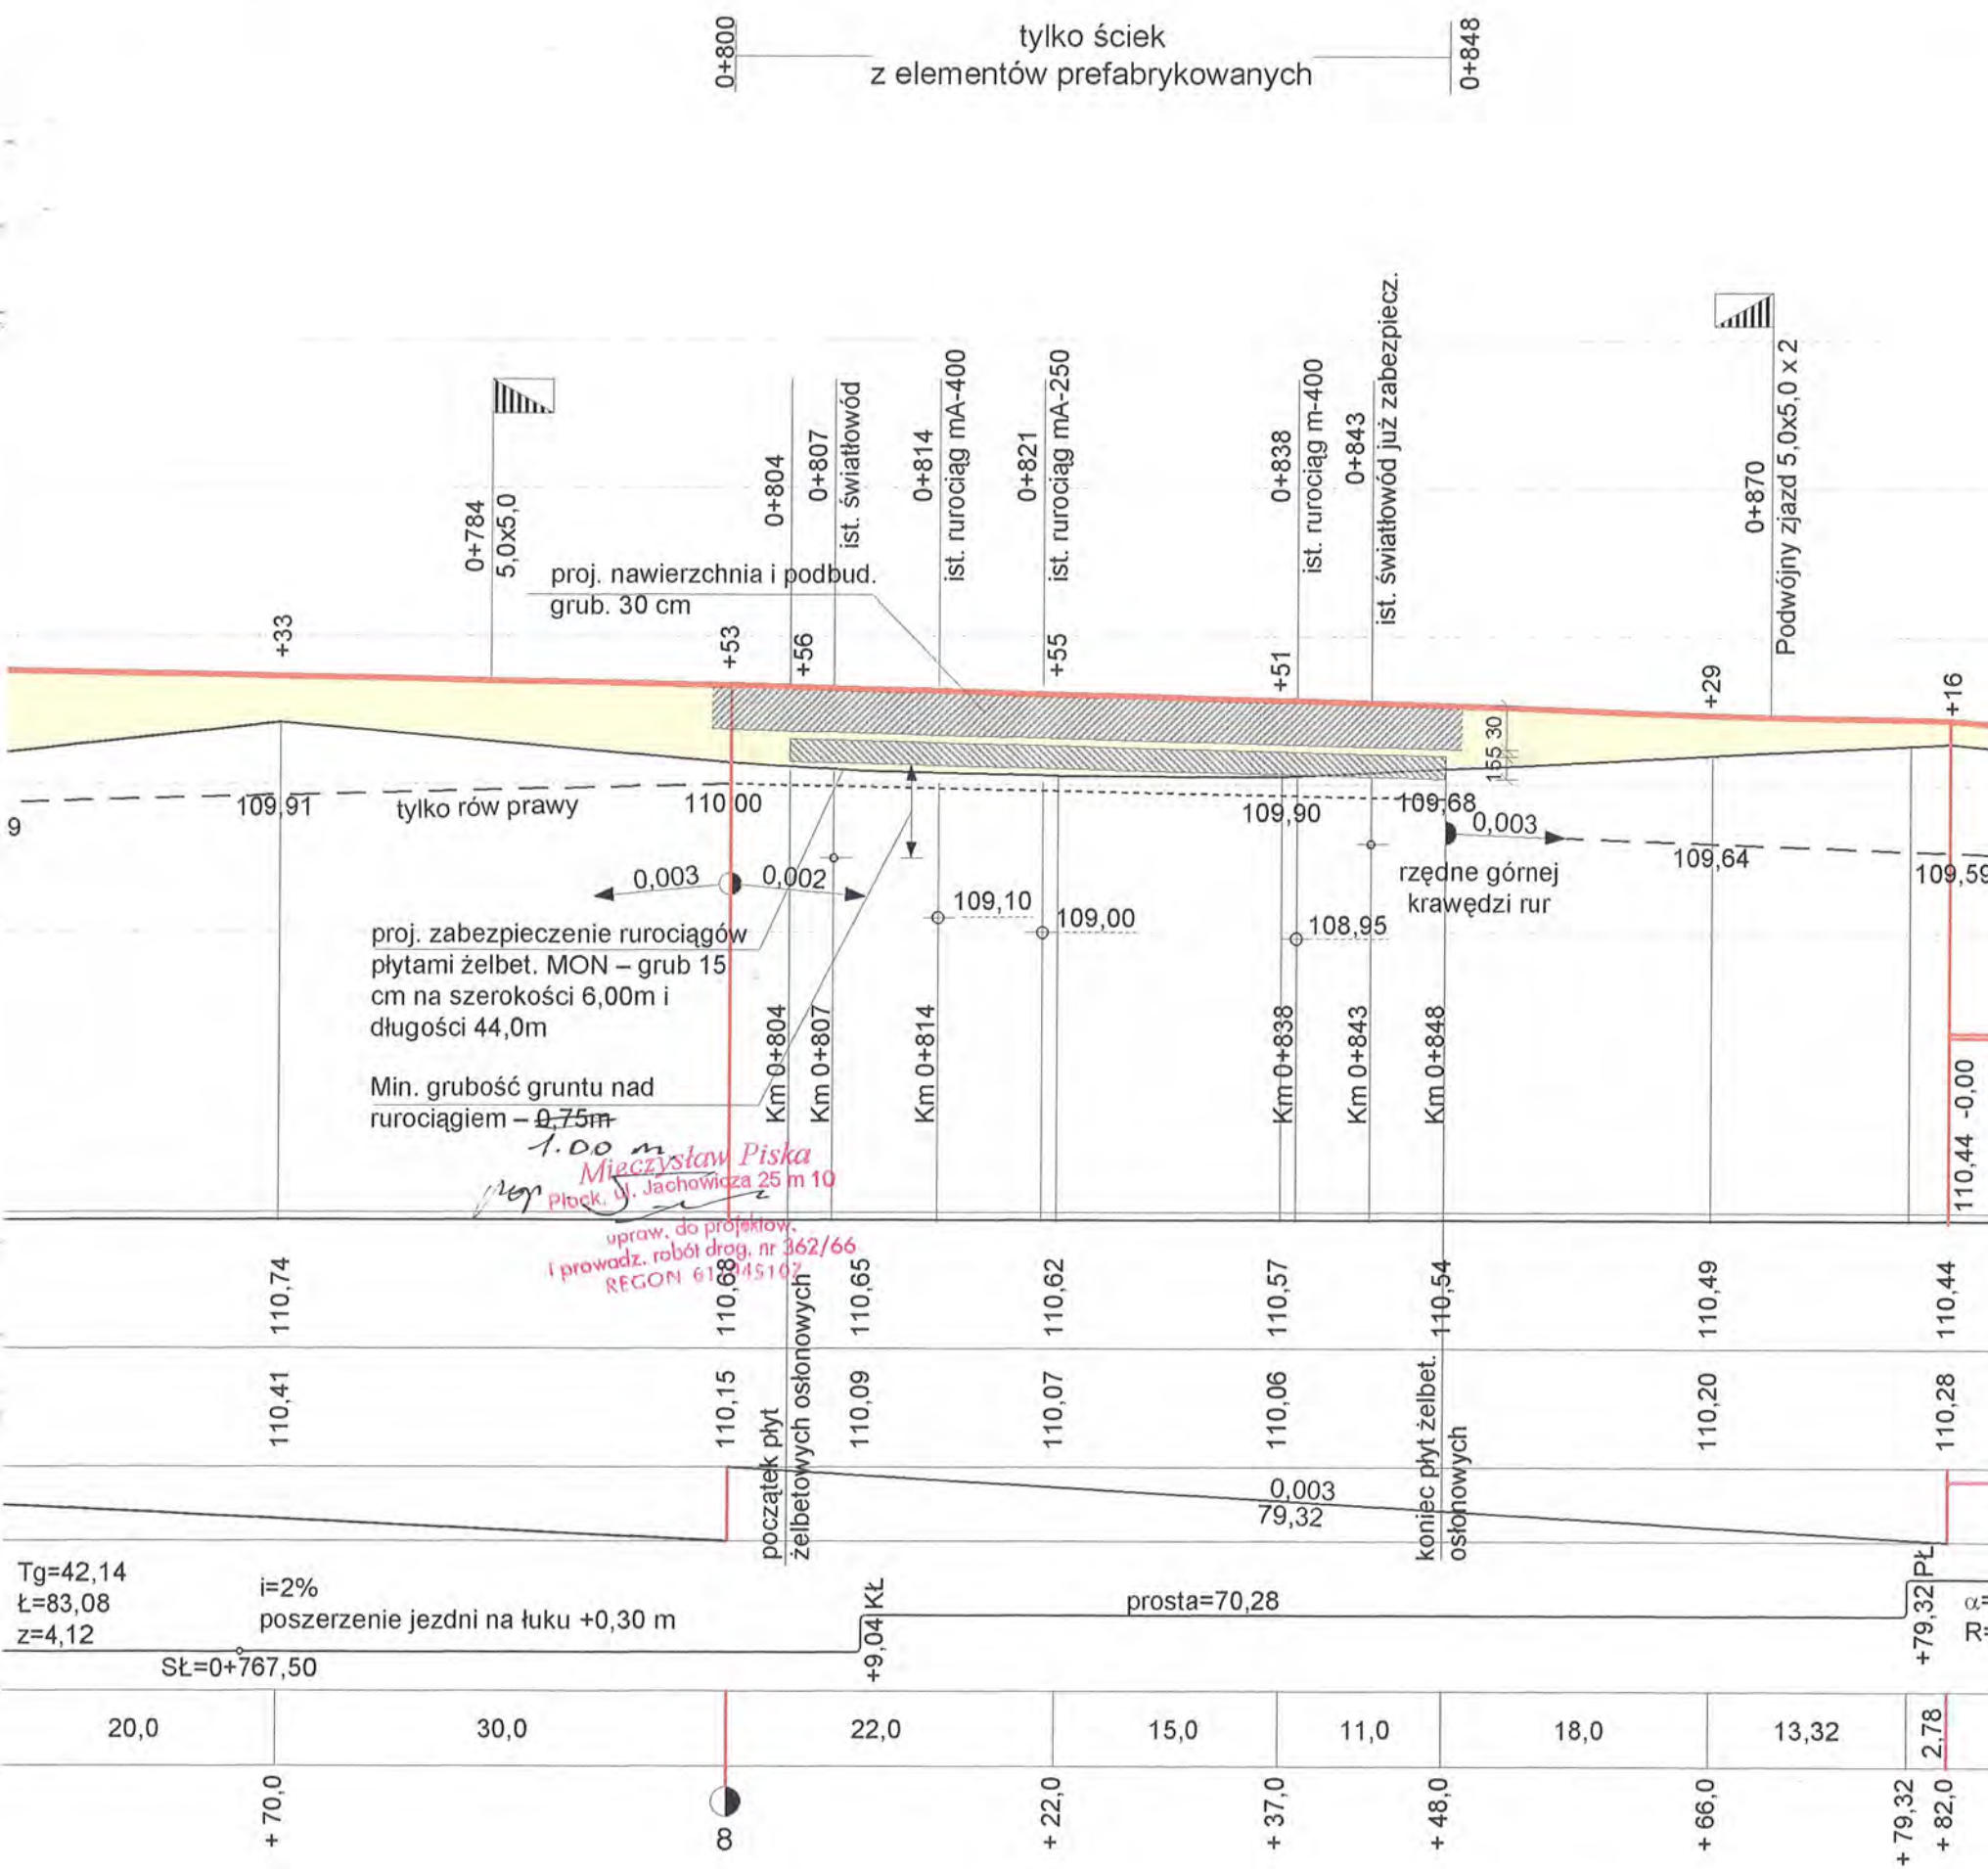 0+800
tylko ściek
z elementów prefabrykowanych
0+848
+33
0+784
5,0x5,0
0+804
0+807
ist. światłowód
0+814
ist. rurociąg mA-400
0+821
ist. rurociąg mA-250
0+838
ist. rurociąg m-400
0+843
ist. światłowód już zabezpiecz.
0+870
Podwójny zjazd 5,0x5,0 x 2
proj. nawierzchnia i podbud.
grub. 30 cm
+53
+56
+55
+51
+29
+16
30
5
15
9
109,91
tylko rów prawy
110,00
109,90
109,68
109,64
109,59
0,003
0,002
0,003
rzędne górnej
krawędzi rur
109,10
109,00
108,95
proj. zabezpieczenie rurociągów
płytami żelbet. MON – grub 15
cm na szerokości 6,00m i
długości 44,0m
Min. grubość gruntu nad
rurociągiem – 0,75m
1.00 m
Mieczysław Piska
Płock, ul. Jachowicza 25 m 10
upraw. do projektow.
i prowadz. robót drog. nr 362/66
REGON
Km 0+804
Km 0+807
Km 0+814
Km 0+838
Km 0+843
Km 0+848
110,44 -0,00
110,74
110,68
110,65
110,62
110,57
110,54
110,49
110,44
110,41
110,15
110,09
110,07
110,06
110,20
110,28
początek płyt
żelbetowych osłonowych
koniec płyt żelbet.
osłonowych
0,003
79,32
Tg=42,14
Ł=83,08
z=4,12
i=2%
poszerzenie jezdni na łuku +0,30 m
SŁ=0+767,50
+9,04 KŁ
prosta=70,28
+79,32 PŁ
α=
R=
20,0
30,0
22,0
15,0
11,0
18,0
13,32
2,78
+ 70,0
8
+ 22,0
+ 37,0
+ 48,0
+ 66,0
+ 79,32
+ 82,0